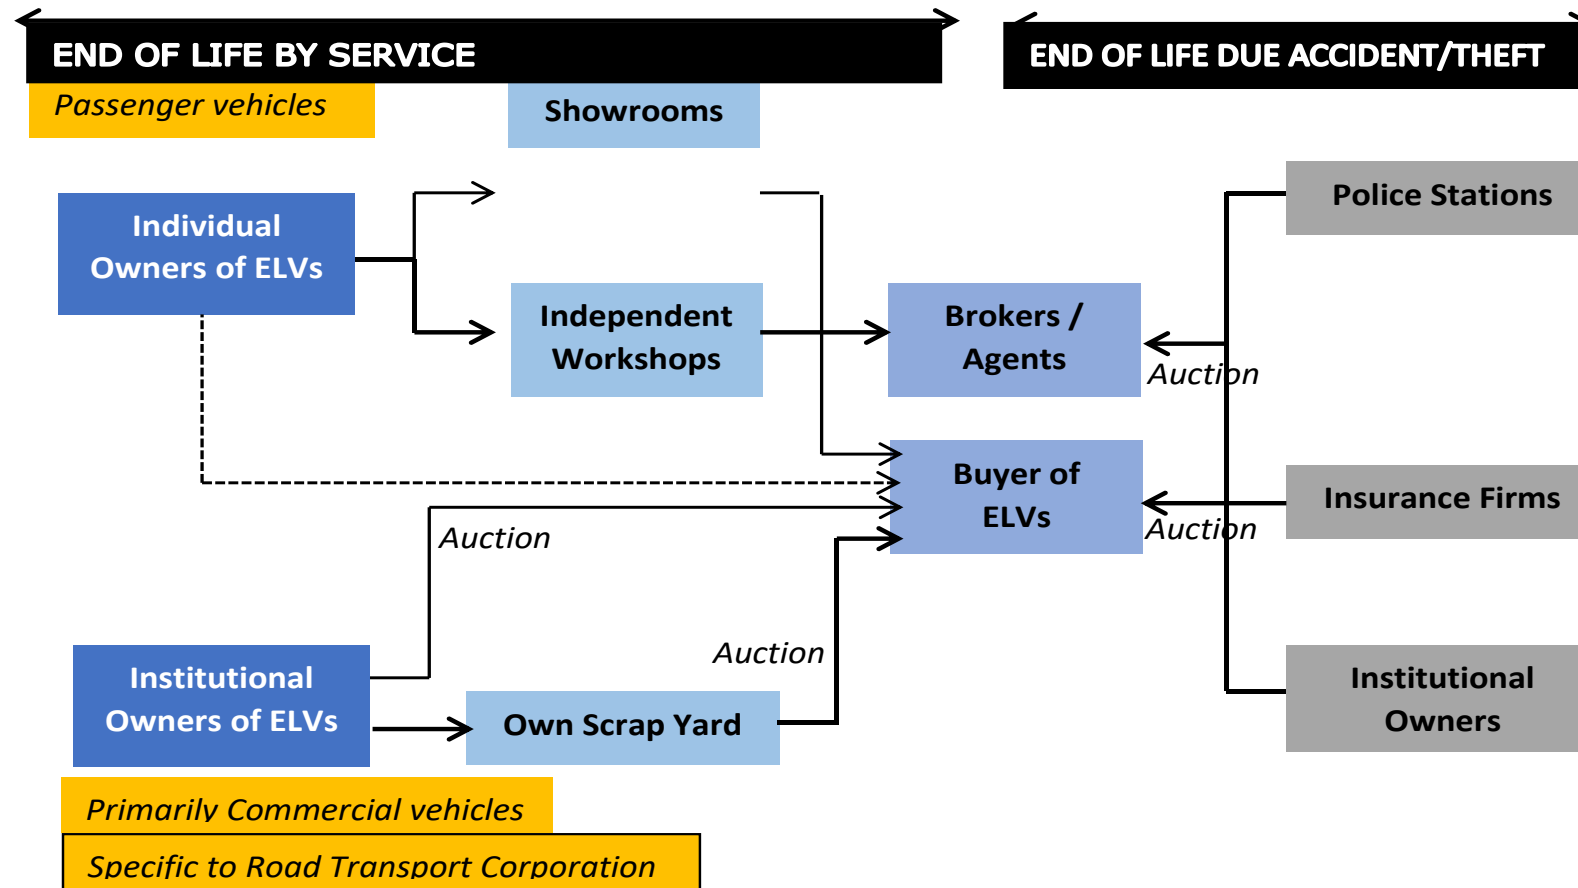 END OF LIFE BY SERVICE
END OF LIFE DUE ACCIDENT/THEFT
Passenger vehicles
Showrooms
Police Stations
Individual
Owners of ELVs
Independent
Workshops
Brokers /
Agents
Auction
Buyer of
ELVs
Insurance Firms
Auction
Auction
Auction
Institutional
Owners of ELVs
Own Scrap Yard
Institutional
Owners
Primarily Commercial vehicles
Specific to Road Transport Corporation